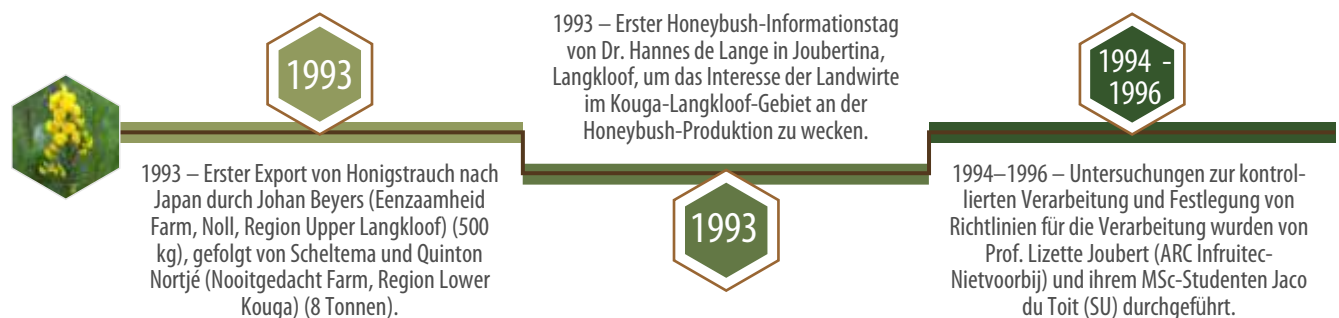 1993
1993 – Erster Export von Honigstrauch nach
Japan durch Johan Beyers (Eenzaamheid
Farm, Noll, Region Upper Langkloof) (500
kg), gefolgt von Scheltema und Quinton
Nortjé (Nooitgedacht Farm, Region Lower
Kouga) (8 Tonnen).
1993 – Erster Honeybush-Informationstag
von Dr. Hannes de Lange in Joubertina,
Langkloof, um das Interesse der Landwirte
im Kouga-Langkloof-Gebiet an der
Honeybush-Produktion zu wecken.
1993
1994 -
1996
1994–1996 – Untersuchungen zur kontrol-
lierten Verarbeitung und Festlegung von
Richtlinien für die Verarbeitung wurden von
Prof. Lizette Joubert (ARC Infruitec-
Nietvoorbij) und ihrem MSc-Studenten Jaco
du Toit (SU) durchgeführt.